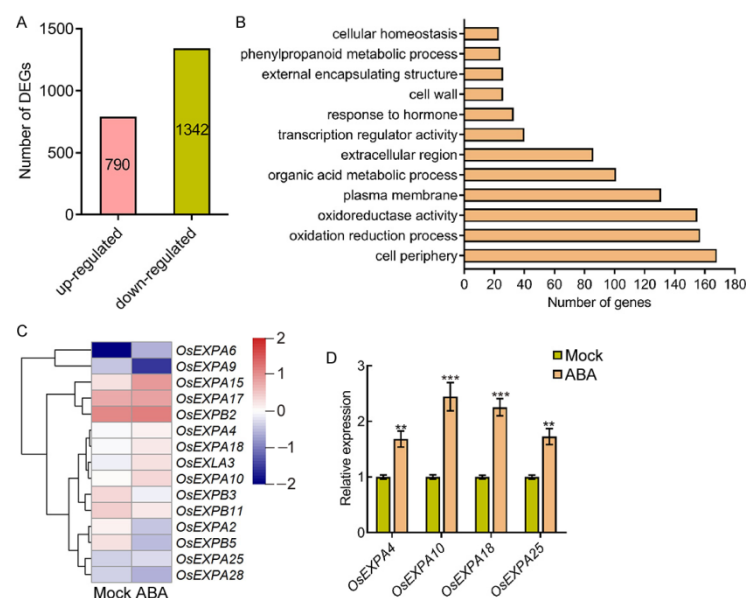 A
Number of DEGs
1500
1000
500
0
790
1342
up-regulated
down-regulated
B
cellular homeostasis
phenylpropanoid metabolic process
external encapsulating structure
cell wall
response to hormone
transcription regulator activity
extracellular region
organic acid metabolic process
plasma membrane
oxidoreductase activity
oxidation reduction process
cell periphery
0 20 40 60 80 100 120 140 160 180
Number of genes
C
OsEXPA6
OsEXPA9
OsEXPA15
OsEXPA17
OsEXPB2
OsEXPA4
OsEXPA18
OsEXLA3
OsEXPA10
OsEXPB3
OsEXPB11
OsEXPA2
OsEXPB5
OsEXPA25
OsEXPA28
Mock ABA
2
1
0
−1
−2
D
Mock
ABA
Relative expression
3
2
1
0
**
***
***
**
OsEXPA4
OsEXPA10
OsEXPA18
OsEXPA25